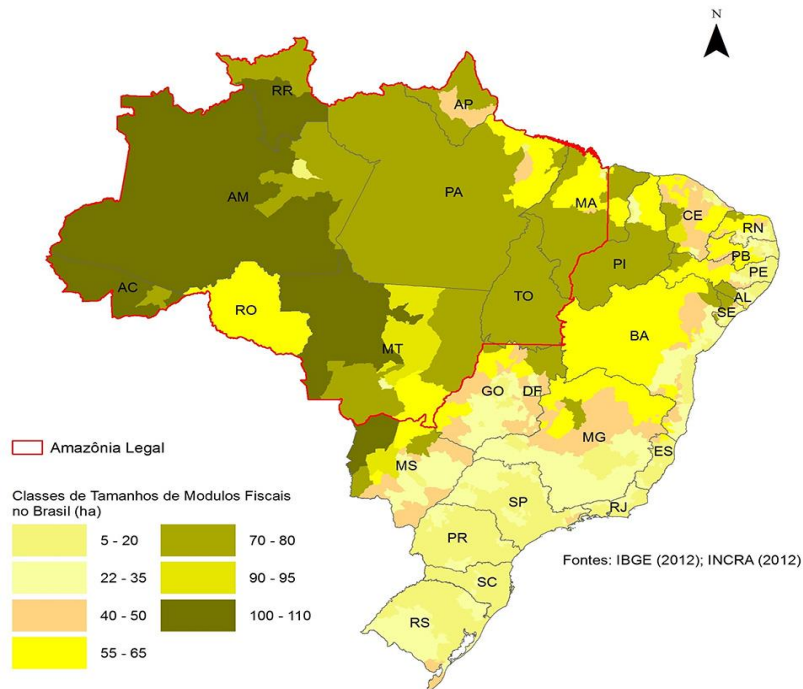 N
RR
AP
AM
PA
MA
CE
RN
PB
PE
AL
SE
PI
AC
TO
RO
BA
MT
GO
DF
MG
ES
MS
SP
RJ
PR
SC
RS
Amazônia Legal
Classes de Tamanhos de Modulos Fiscais
no Brasil (ha)
5 - 20
22 - 35
40 - 50
55 - 65
70 - 80
90 - 95
100 - 110
Fontes: IBGE (2012); INCRA (2012)